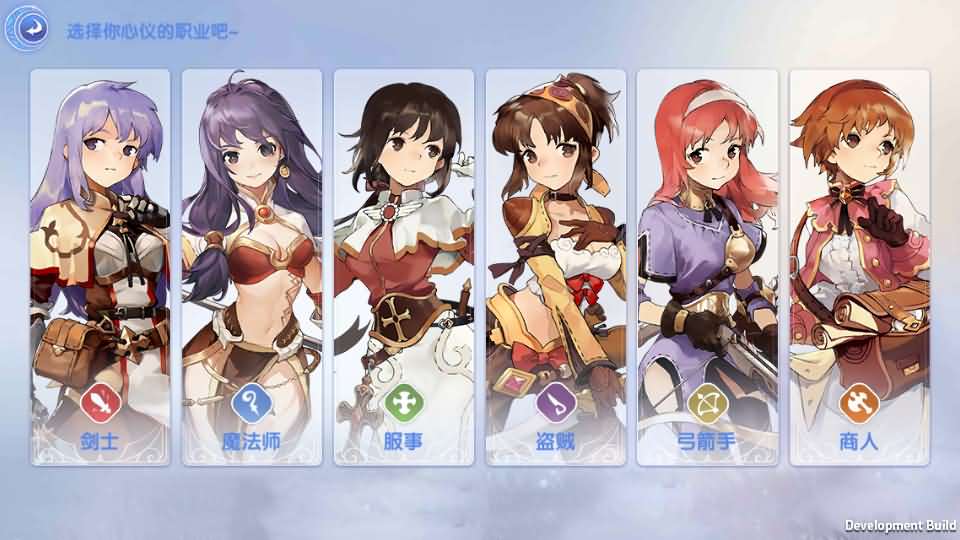 选择你心仪的职业吧~
剑士
魔法师
服事
盗贼
弓箭手
商人
Development Build